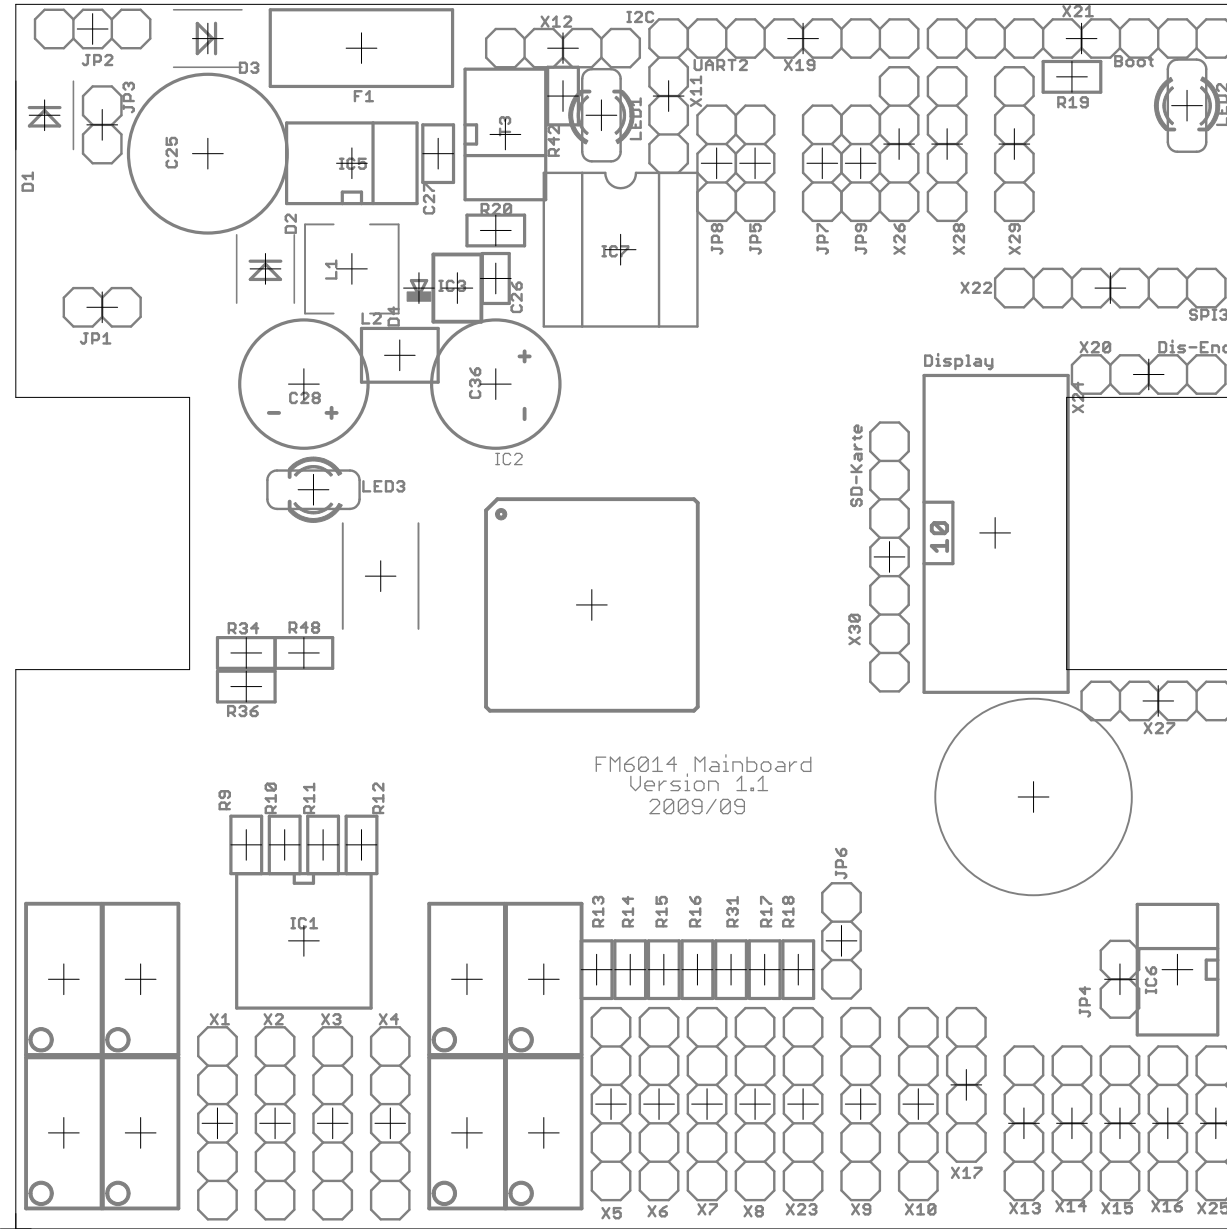 I2C
X12
X21
JP2
D3
UART2
X19
Boot
F1
X11
R19
JP3
LED1
LED2
C25
IC5
C27
R42
D1
D2
R20
JP8
JP5
JP7
JP9
X26
X28
X29
IC7
L1
IC3
C26
X22
SPI3
D4
L2
JP1
X20
Display
C28
- +
C36
+
-
X24
IC2
SD-Karte
LED3
10
R34
R48
X30
R36
X27
FM6014 Mainboard
Version 1.1
2009/09
R9
R10
R11
R12
JP6
R13
R14
R15
R16
R31
R17
R18
IC1
IC6
JP4
X1
X2
X3
X4
X17
X5
X6
X7
X8
X23
X9
X10
X13
X14
X15
X16